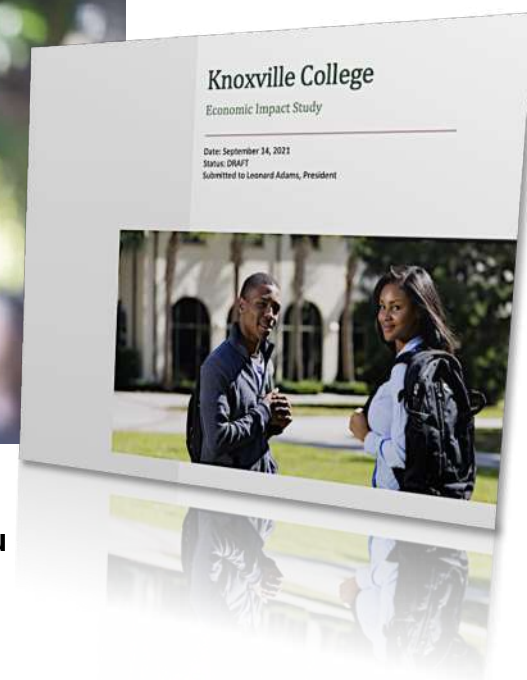 Knoxville College
Economic Impact Study
Date: September 14, 2021
Status: DRAFT
Submitted to Leonard Adams, President
u